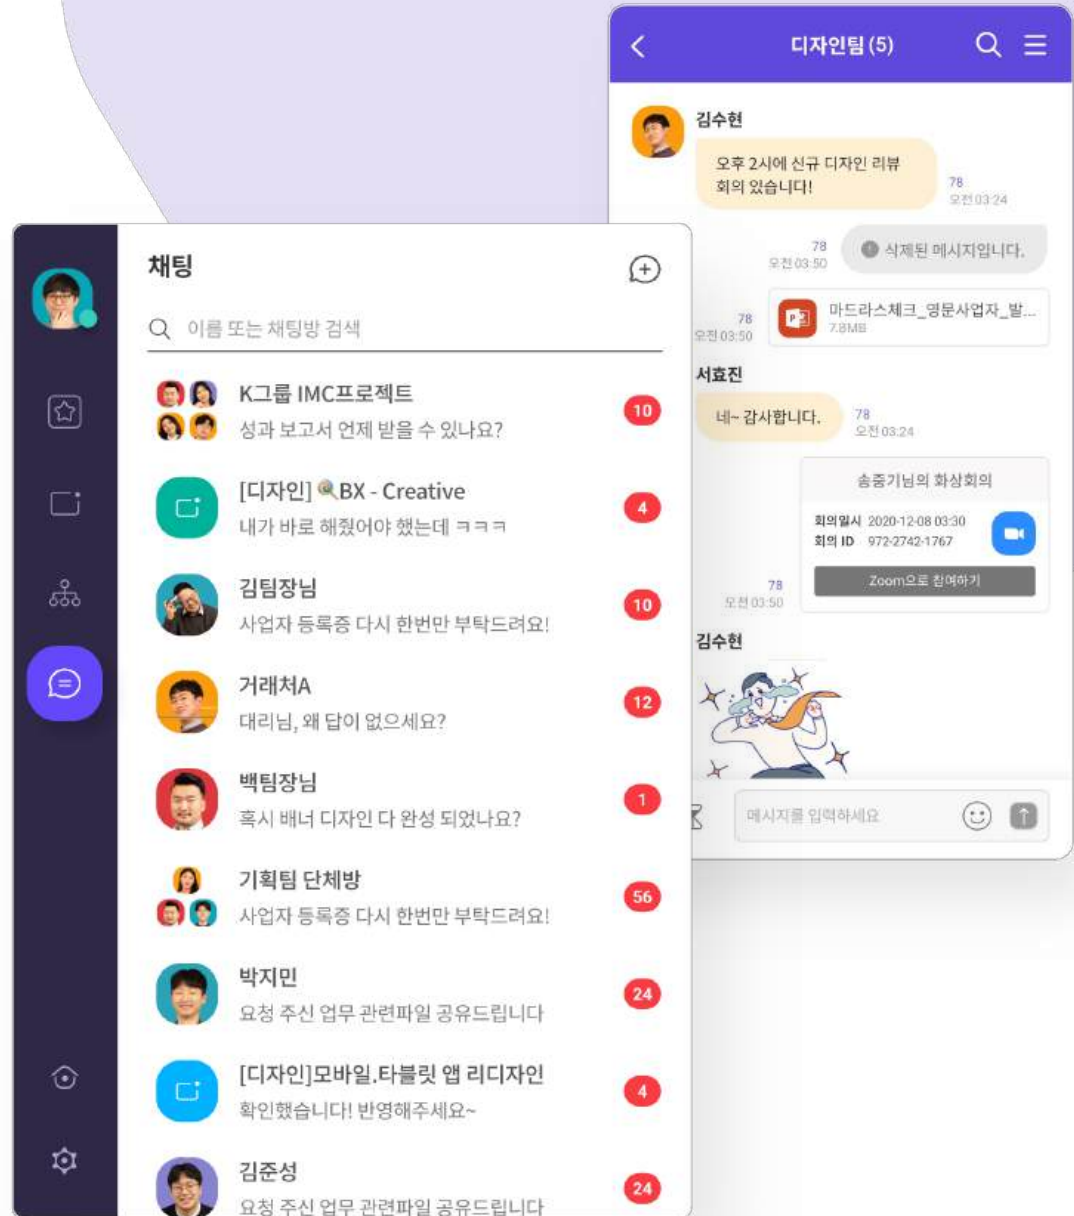 채팅
이름 또는 채팅방 검색
K그룹 IMC프로젝트
성과 보고서 언제 받을 수 있나요?
10
[디자인] 🔍BX - Creative
내가 바로 해줬어야 했는데 ㅋㅋㅋ
4
김팀장님
사업자 등록증 다시 한번만 부탁드려요!
10
거래처A
대리님, 왜 답이 없으세요?
12
백팀장님
혹시 배너 디자인 다 완성 되었나요?
1
기획팀 단체방
사업자 등록증 다시 한번만 부탁드려요!
56
박지민
요청 주신 업무 관련파일 공유드립니다
24
[디자인]모바일.타블릿 앱 리디자인
확인했습니다! 반영해주세요~
4
김준성
요청 주신 업무 관련파일 공유드립니다
24
디자인팀 (5)
김수현
오후 2시에 신규 디자인 리뷰
회의 있습니다!
78
오전 03:24
78
오전 03:50
삭제된 메시지입니다.
78
오전 03:50
마드라스체크_영문사업자_발...
7.8MB
서효진
네~ 감사합니다.
78
오전 03:24
송중기님의 화상회의
회의일시 2020-12-08 03:30
회의 ID 972-2742-1767
Zoom으로 참여하기
78
오전 03:50
김수현
메시지를 입력하세요